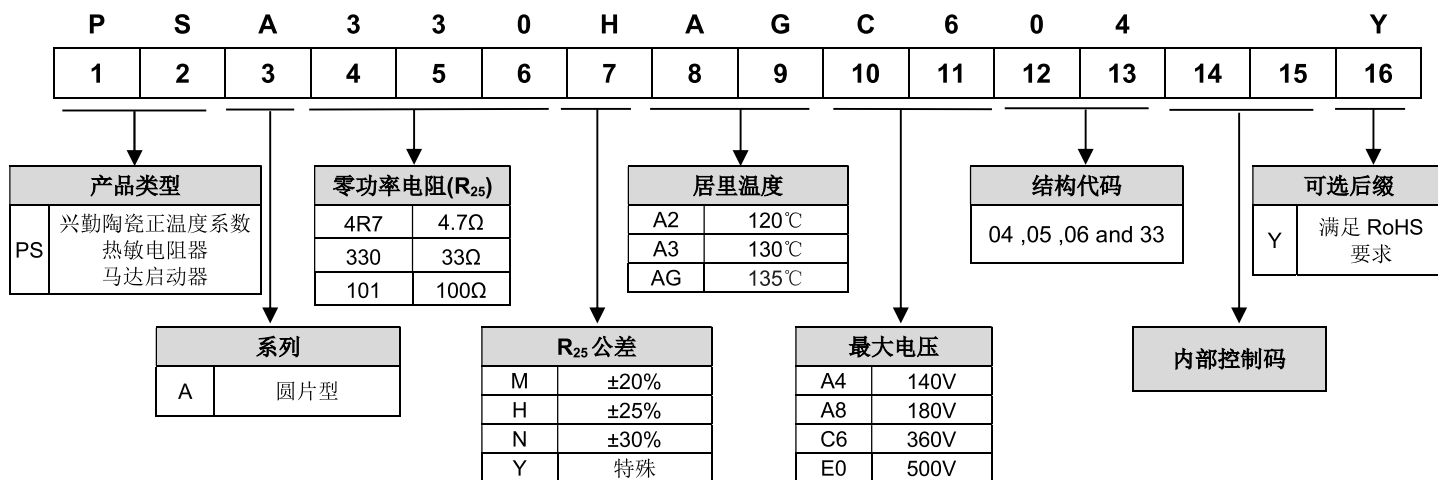 P S A 3 3 0 H A G C 6 0 4 Y
1 2 3 4 5 6 7 8 9 10 11 12 13 14 15 16
产品类型
PS
兴勤陶瓷正温度系数
热敏电阻器
马达启动器
零功率电阻(R₂₅)
4R7 4.7Ω
330 33Ω
101 100Ω
居里温度
A2 120℃
A3 130℃
AG 135℃
结构代码
04 ,05 ,06 and 33
可选后缀
Y
满足 RoHS
要求
系列
A 圆片型
R₂₅ 公差
M ±20%
H ±25%
N ±30%
Y 特殊
最大电压
A4 140V
A8 180V
C6 360V
E0 500V
内部控制码